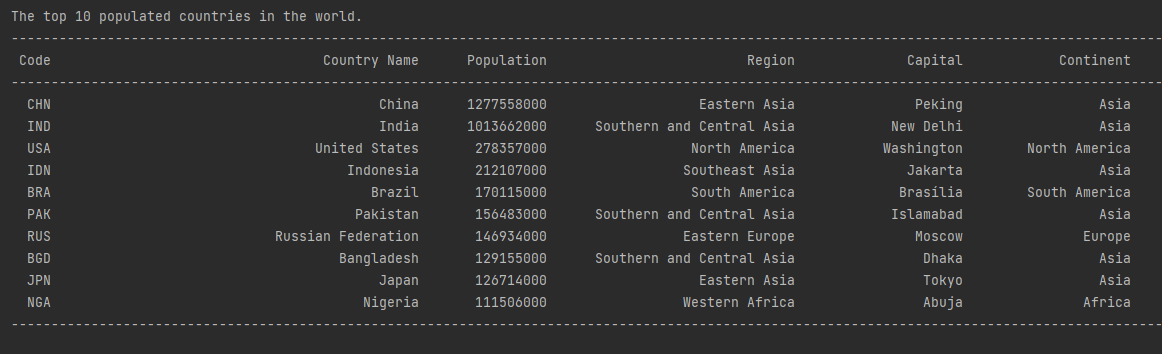 The top 10 populated countries in the world.
------------------------------------------------------------------------------------------------------------------------------------------------
Code Country Name Population Region Capital Continent
------------------------------------------------------------------------------------------------------------------------------------------------
CHN China 1277558000 Eastern Asia Peking Asia
IND India 1013662000 Southern and Central Asia New Delhi Asia
USA United States 278357000 North America Washington North America
IDN Indonesia 212107000 Southeast Asia Jakarta Asia
BRA Brazil 170115000 South America Brasília South America
PAK Pakistan 156483000 Southern and Central Asia Islamabad Asia
RUS Russian Federation 146934000 Eastern Europe Moscow Europe
BGD Bangladesh 129155000 Southern and Central Asia Dhaka Asia
JPN Japan 126714000 Eastern Asia Tokyo Asia
NGA Nigeria 111506000 Western Africa Abuja Africa
------------------------------------------------------------------------------------------------------------------------------------------------